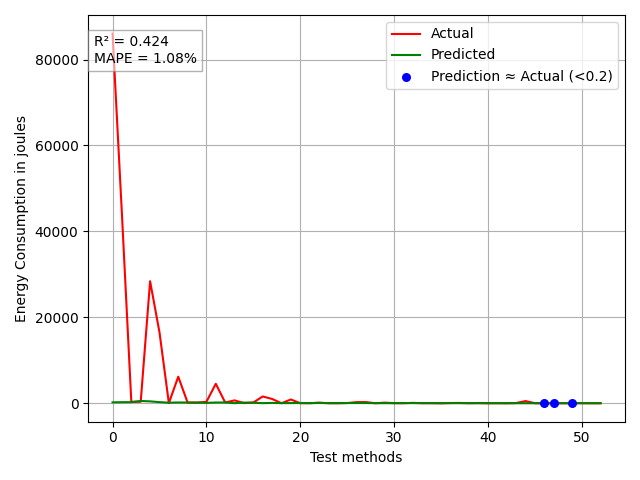 R² = 0.424
MAPE = 1.08%
Actual
Predicted
Prediction ≈ Actual (<0.2)
Energy Consumption in joules
80000
60000
40000
20000
0
0 10 20 30 40 50
Test methods